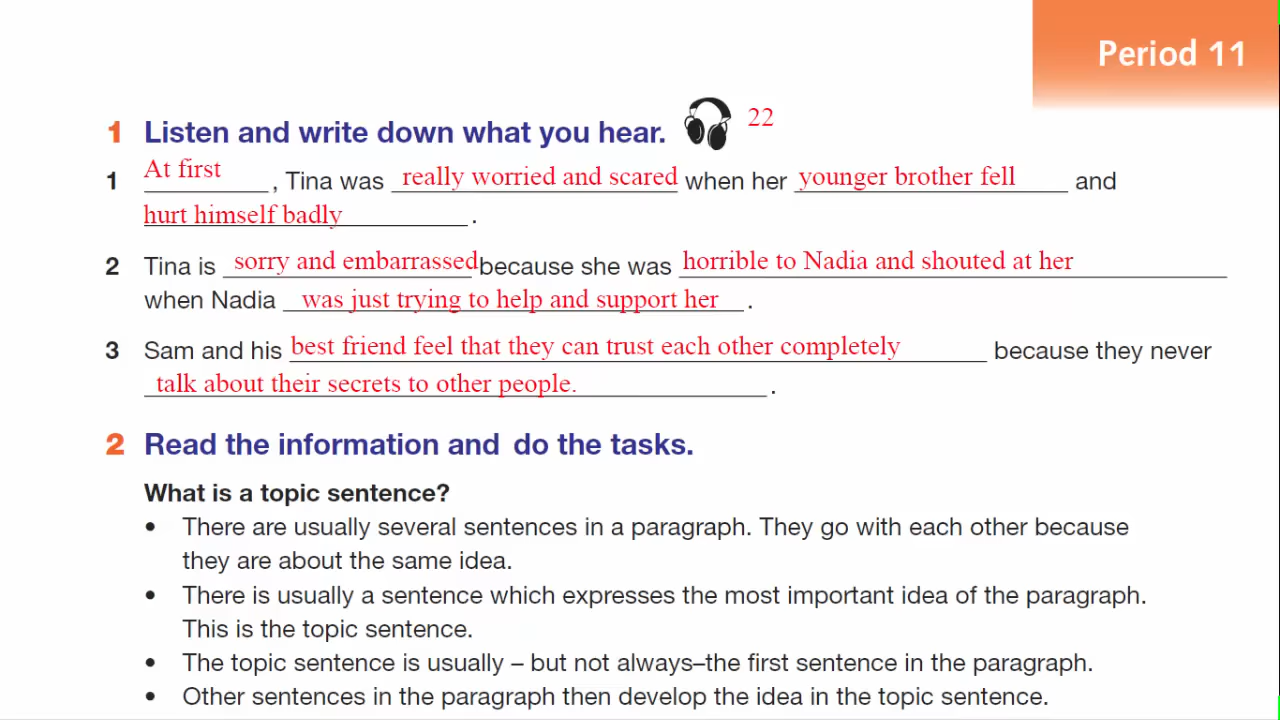 Period 11
1 Listen and write down what you hear. 22
1 At first, Tina was really worried and scared when her younger brother fell and
hurt himself badly.
2 Tina is sorry and embarrassed because she was horrible to Nadia and shouted at her
when Nadia was just trying to help and support her.
3 Sam and his best friend feel that they can trust each other completely because they never
talk about their secrets to other people. .
2 Read the information and do the tasks.
What is a topic sentence?
• There are usually several sentences in a paragraph. They go with each other because
they are about the same idea.
• There is usually a sentence which expresses the most important idea of the paragraph.
This is the topic sentence.
• The topic sentence is usually – but not always–the first sentence in the paragraph.
• Other sentences in the paragraph then develop the idea in the topic sentence.